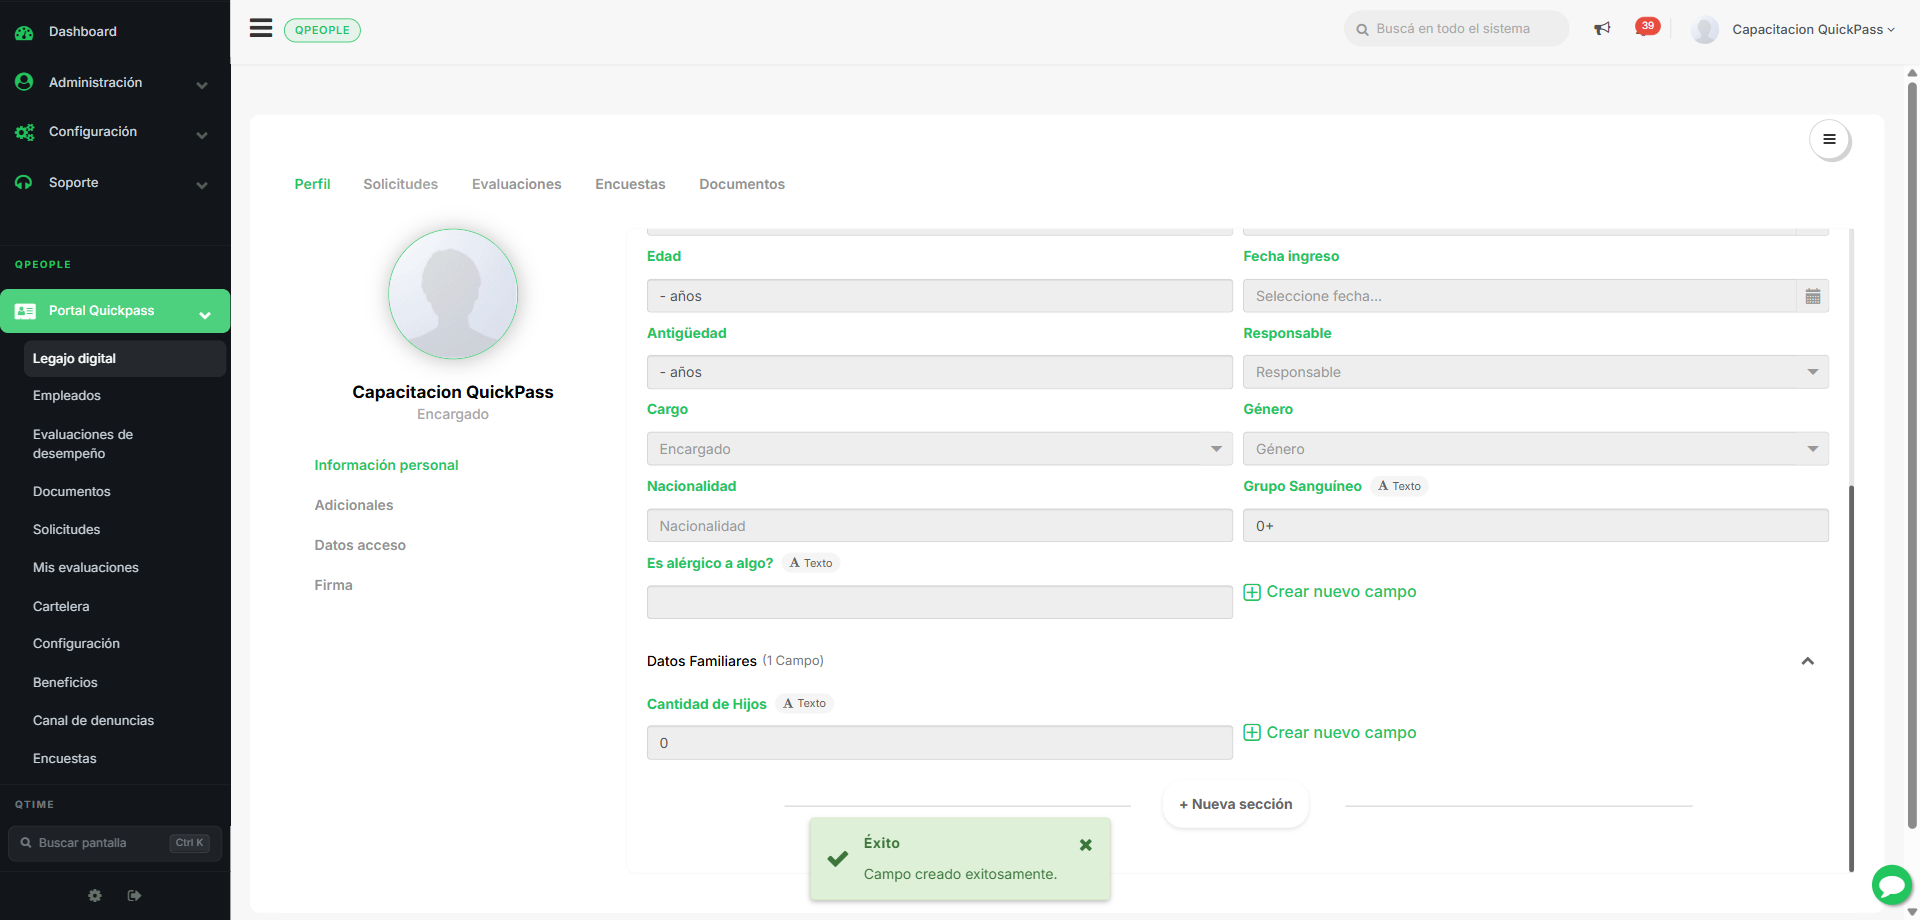 Dashboard
Administración
Configuración
Soporte
QPEOPLE
Portal Quickpass
Legajo digital
Empleados
Evaluaciones de
desempeño
Documentos
Solicitudes
Mis evaluaciones
Cartelera
Configuración
Beneficios
Canal de denuncias
Encuestas
QTIME
Buscar pantalla
Ctrl K
QPEOPLE
Buscá en todo el sistema
39
Capacitacion QuickPass
Perfil
Solicitudes
Evaluaciones
Encuestas
Documentos
Capacitacion QuickPass
Encargado
Información personal
Adicionales
Datos acceso
Firma
Edad
- años
Fecha ingreso
Seleccione fecha...
Antigüedad
- años
Responsable
Responsable
Cargo
Encargado
Género
Género
Nacionalidad
Nacionalidad
Grupo Sanguíneo
A Texto
0+
Es alérgico a algo?
A Texto
Crear nuevo campo
Datos Familiares (1 Campo)
Cantidad de Hijos
A Texto
0
Crear nuevo campo
+ Nueva sección
Éxito
Campo creado exitosamente.